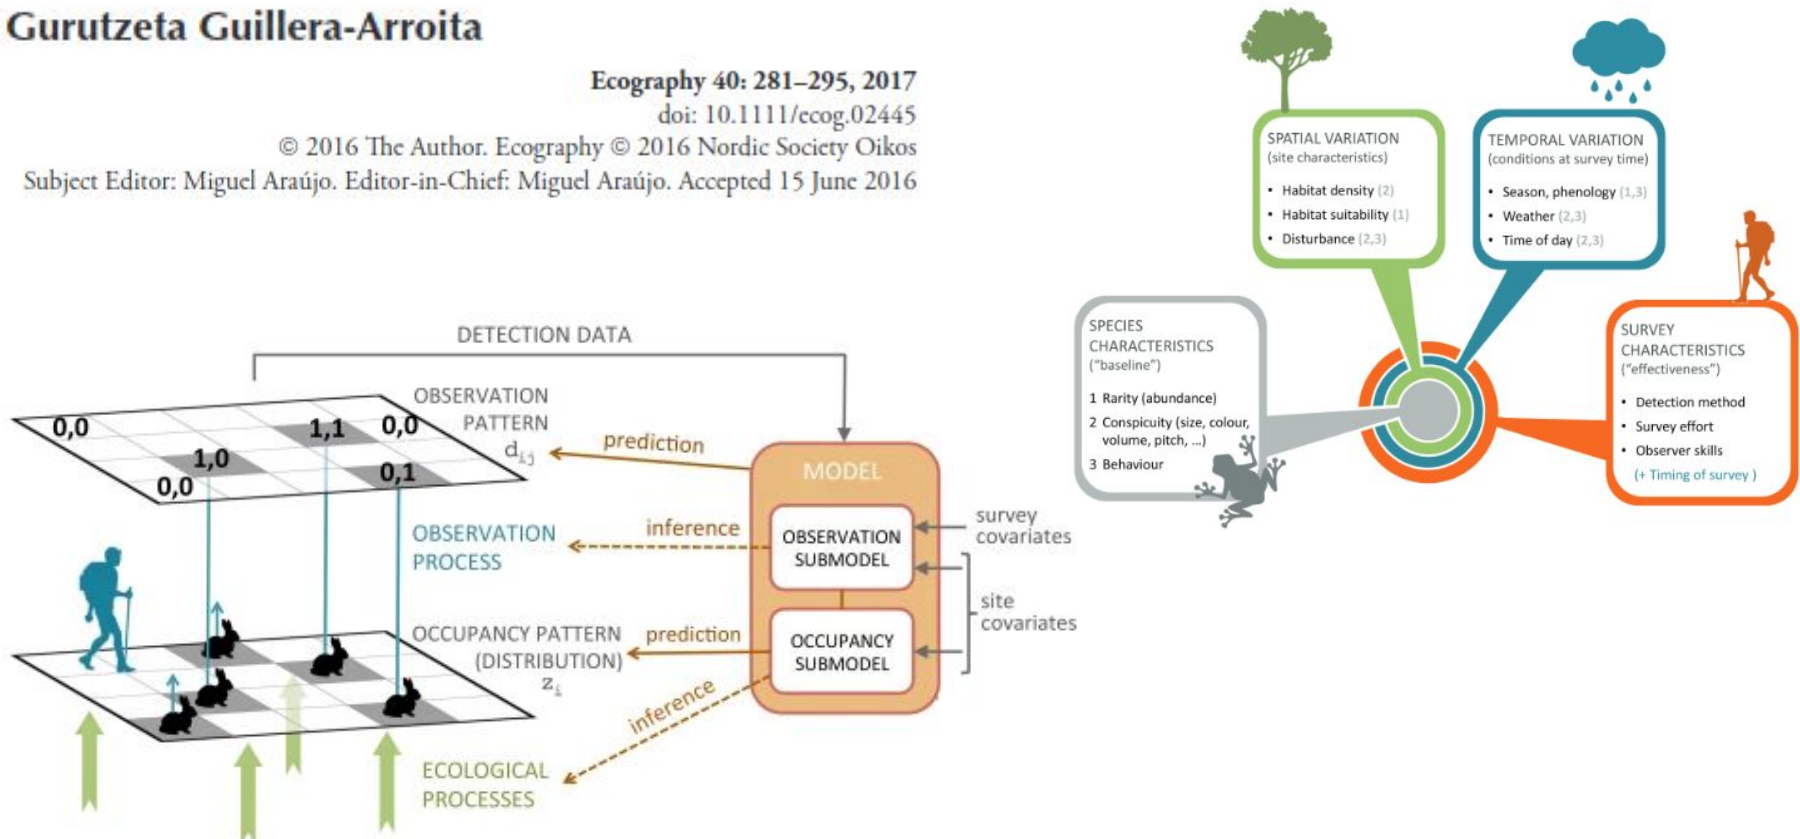 Gurutzeta Guillera-Arroita
Ecography 40: 281–295, 2017
doi: 10.1111/ecog.02445
© 2016 The Author. Ecography © 2016 Nordic Society Oikos
Subject Editor: Miguel Araújo. Editor-in-Chief: Miguel Araújo. Accepted 15 June 2016
DETECTION DATA
OBSERVATION
PATTERN
d_ij
0,0
1,1
0,0
1,0
0,1
0,0
prediction
MODEL
OBSERVATION
PROCESS
inference
OBSERVATION
SUBMODEL
survey
covariates
OCCUPANCY PATTERN
(DISTRIBUTION)
z_i
prediction
OCCUPANCY
SUBMODEL
site
covariates
inference
ECOLOGICAL
PROCESSES
SPATIAL VARIATION
(site characteristics)
• Habitat density (2)
• Habitat suitability (1)
• Disturbance (2,3)
TEMPORAL VARIATION
(conditions at survey time)
• Season, phenology (1,3)
• Weather (2,3)
• Time of day (2,3)
SPECIES
CHARACTERISTICS
("baseline")
1 Rarity (abundance)
2 Conspicuity (size, colour,
volume, pitch, ...)
3 Behaviour
SURVEY
CHARACTERISTICS
("effectiveness")
• Detection method
• Survey effort
• Observer skills
(+ Timing of survey )